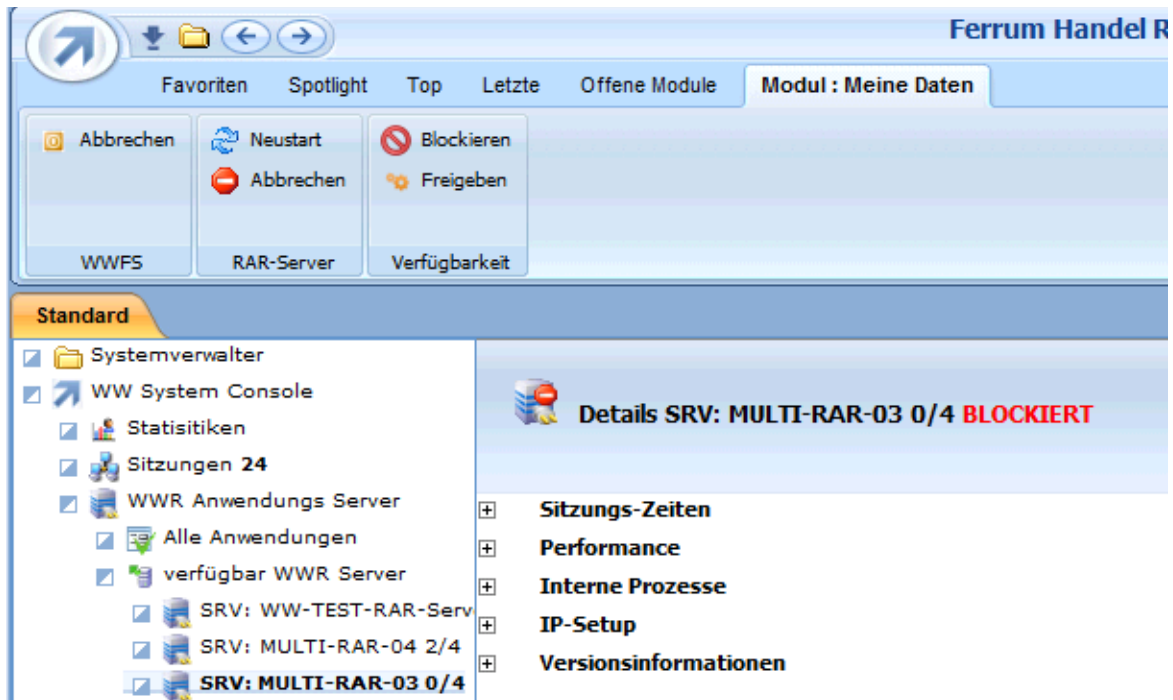 Ferrum Handel R
Favoriten Spotlight Top Letzte Offene Module Modul : Meine Daten
Abbrechen Neustart Blockieren
Abbrechen Freigeben
WWFS RAR-Server Verfügbarkeit
Standard
Systemverwalter
WW System Console
Statisitiken
Sitzungen 24
WWR Anwendungs Server
Alle Anwendungen
verfügbar WWR Server
SRV: WW-TEST-RAR-Serv
SRV: MULTI-RAR-04 2/4
SRV: MULTI-RAR-03 0/4
Details SRV: MULTI-RAR-03 0/4 BLOCKIERT
Sitzungs-Zeiten
Performance
Interne Prozesse
IP-Setup
Versionsinformationen